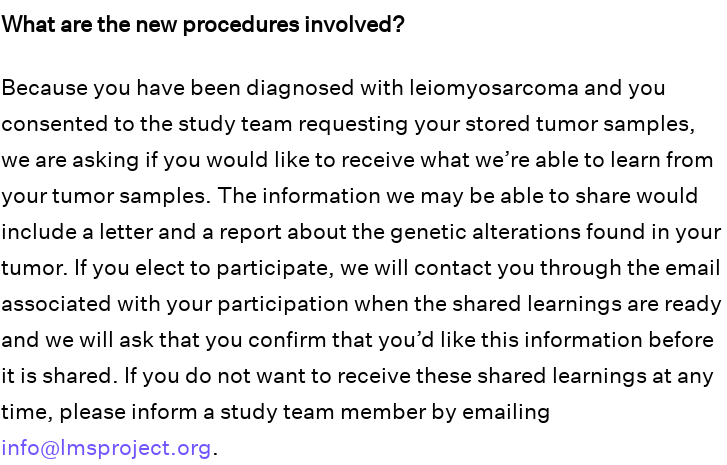 What are the new procedures involved?
Because you have been diagnosed with leiomyosarcoma and you
consented to the study team requesting your stored tumor samples,
we are asking if you would like to receive what we’re able to learn from
your tumor samples. The information we may be able to share would
include a letter and a report about the genetic alterations found in your
tumor. If you elect to participate, we will contact you through the email
associated with your participation when the shared learnings are ready
and we will ask that you confirm that you’d like this information before
it is shared. If you do not want to receive these shared learnings at any
time, please inform a study team member by emailing
info@lmsproject.org.